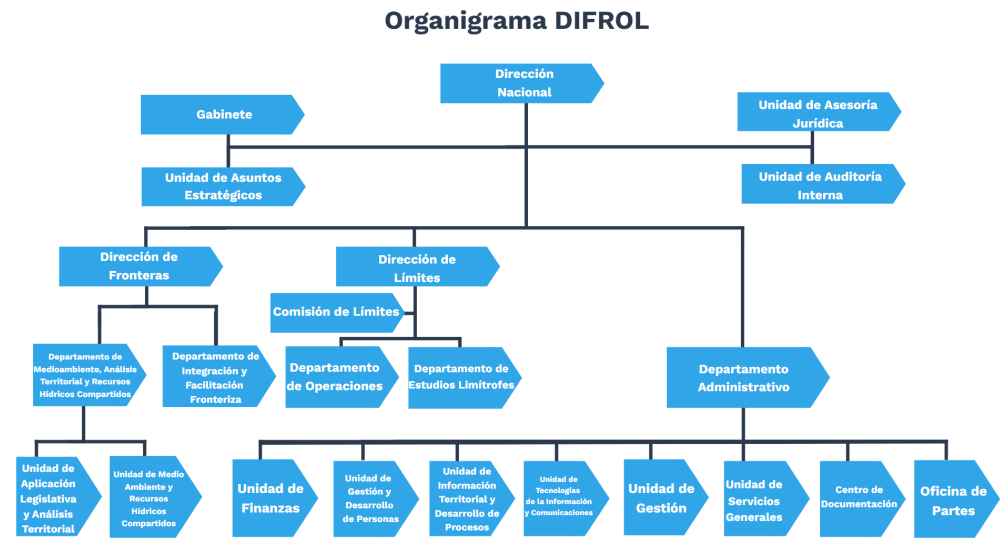 Organigrama DIFROL
Dirección
Nacional
Gabinete
Unidad de Asesoría
Jurídica
Unidad de Asuntos
Estratégicos
Unidad de Auditoría
Interna
Dirección de
Fronteras
Dirección de
Límites
Comisión de Límites
Departamento de
Medioambiente, Análisis
Territorial y Recursos
Hídricos Compartidos
Departamento de
Integración y
Facilitación
Fronteriza
Departamento
de Operaciones
Departamento de
Estudios Limítrofes
Departamento
Administrativo
Unidad de
Aplicación
Legislativa
y Análisis
Territorial
Unidad de Medio
Ambiente y
Recursos
Hídricos
Compartidos
Unidad de
Finanzas
Unidad de
Gestión y
Desarrollo
de Personas
Unidad de
Información
Territorial y
Desarrollo de
Procesos
Unidad de
Tecnologías
de la Información
y Comunicaciones
Unidad de
Gestión
Unidad de
Servicios
Generales
Centro de
Documentación
Oficina de
Partes